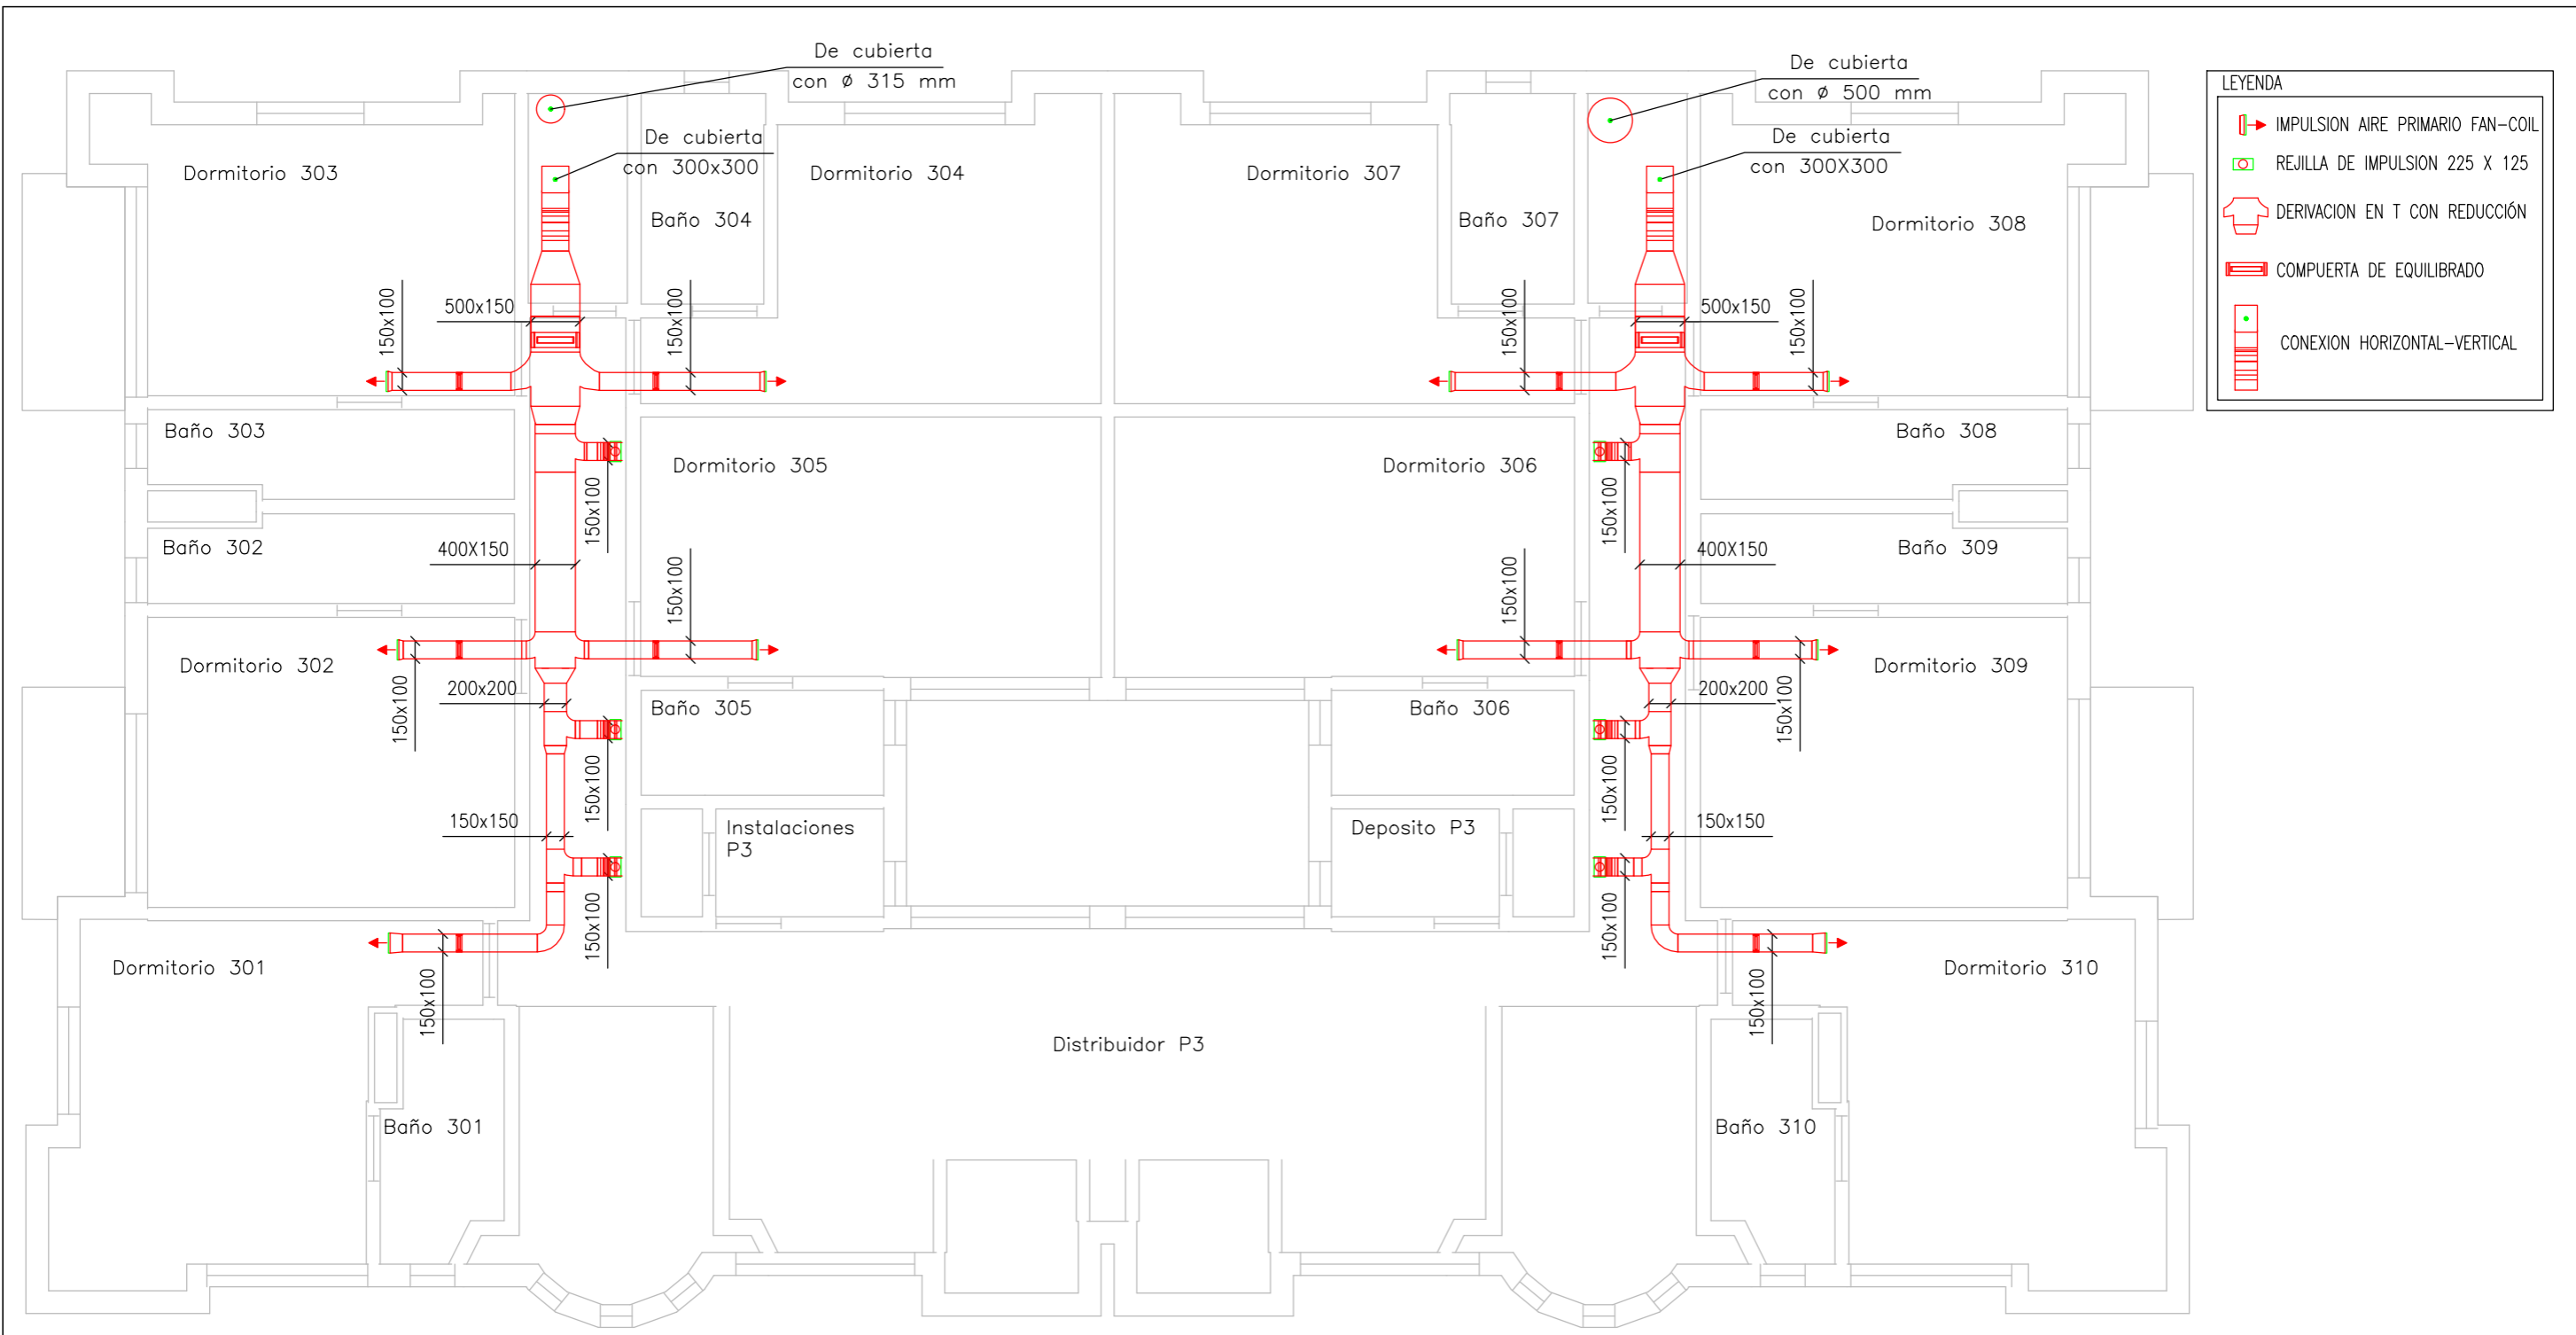 De cubierta
con ø 315 mm
De cubierta
con 300x300
De cubierta
con ø 500 mm
De cubierta
con 300X300
LEYENDA
IMPULSION AIRE PRIMARIO FAN-COIL
REJILLA DE IMPULSION 225 X 125
DERIVACION EN T CON REDUCCIÓN
COMPUERTA DE EQUILIBRADO
CONEXION HORIZONTAL-VERTICAL
Dormitorio 303
Dormitorio 304
Dormitorio 307
Baño 304
Baño 307
Dormitorio 308
150x100
500x150
150x100
150x100
500x150
150x100
Baño 303
Baño 308
Dormitorio 305
Dormitorio 306
150x100
150x100
Baño 302
400X150
400X150
Baño 309
150x100
150x100
Dormitorio 302
Dormitorio 309
150x100
200x200
200x200
150x100
Baño 305
Baño 306
150x100
150x100
150x150
150x150
Instalaciones
P3
Deposito P3
150x100
150x100
Dormitorio 301
Dormitorio 310
150x100
150x100
Distribuidor P3
Baño 301
Baño 310